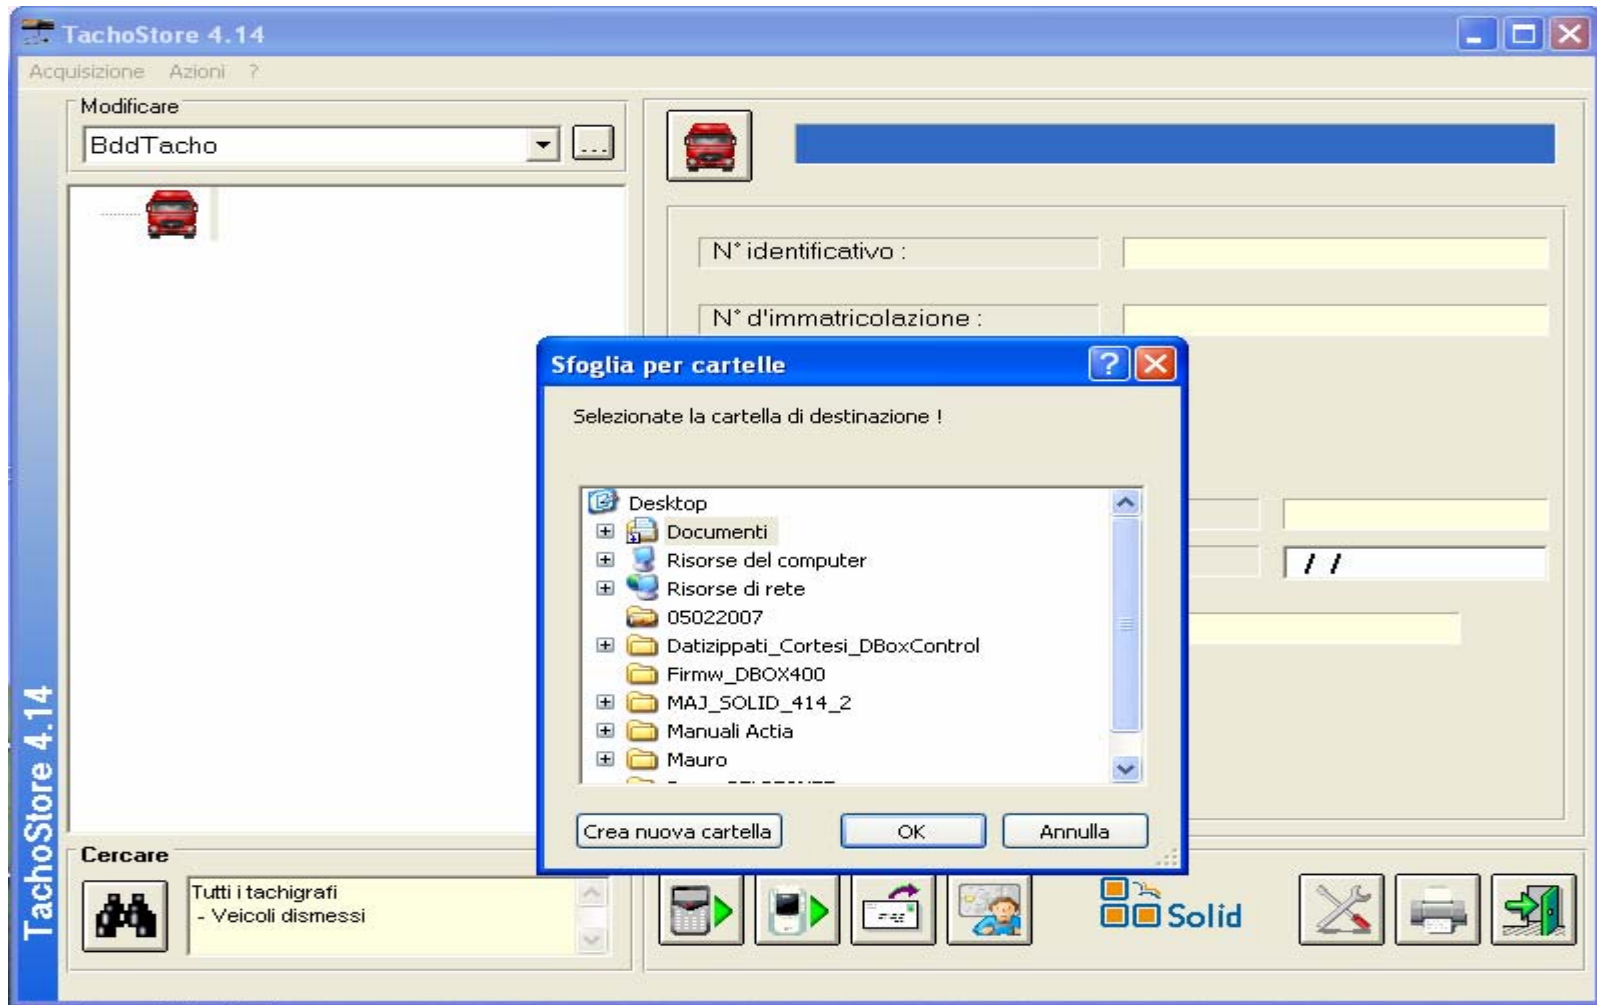 TachoStore 4.14
Acquisizione Azioni ?
Modificare
BddTacho
...
N° identificativo :
N° d'immatricolazione :
Sfoglia per cartelle
Selezionate la cartella di destinazione !
Desktop
Documenti
Risorse del computer
Risorse di rete
05022007
Datizippati_Cortesi_DBoxControl
Firmw_DBOX400
MAJ_SOLID_414_2
Manuali Actia
Mauro
Crea nuova cartella
OK
Annulla
/ /
TachoStore 4.14
Cercare
Tutti i tachigrafi
- Veicoli dismessi
Solid